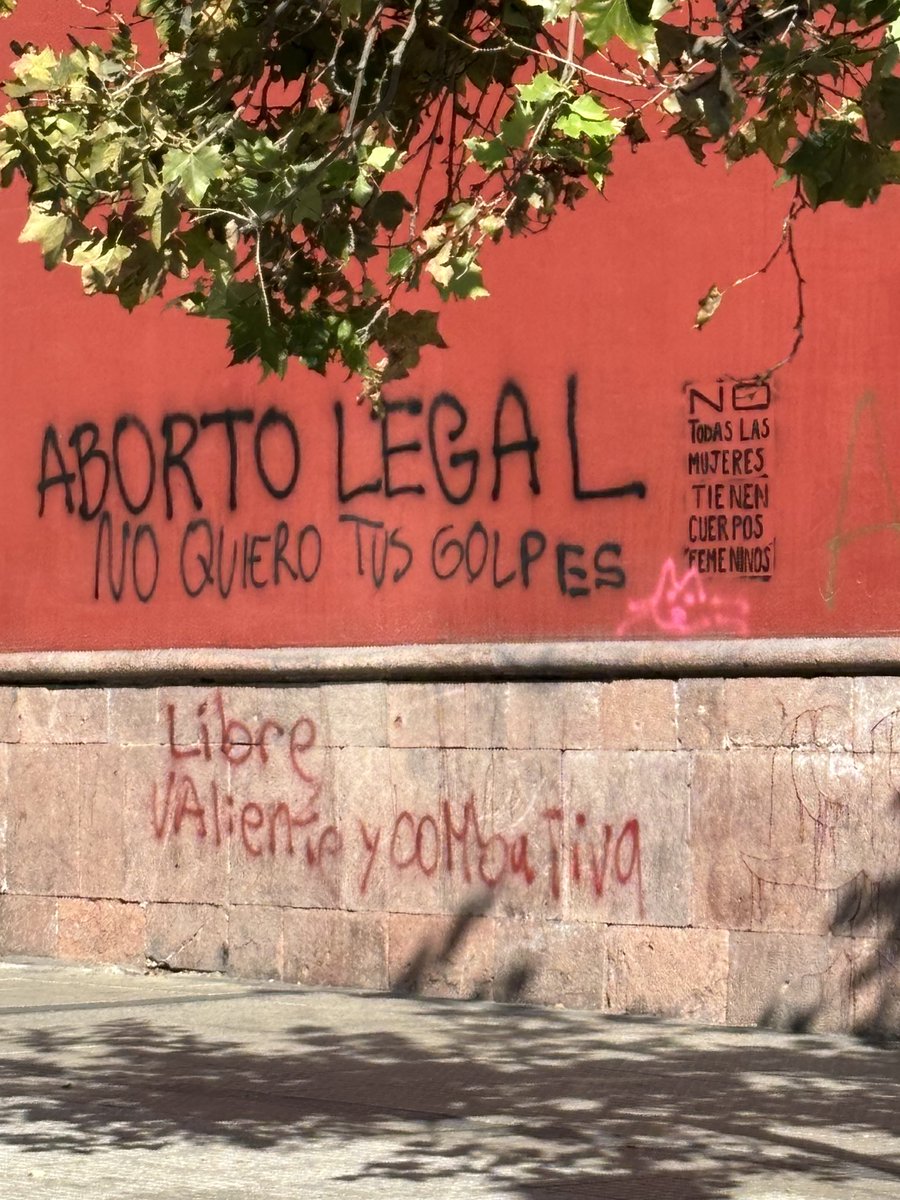 ABORTO LEGAL
NO QUIERO TUS GOLPES
NO
TODAS LAS
MUJERES
TIENEN
CUERPOS
"FEMENINOS"
Libre
VALiente y COMbaTiva